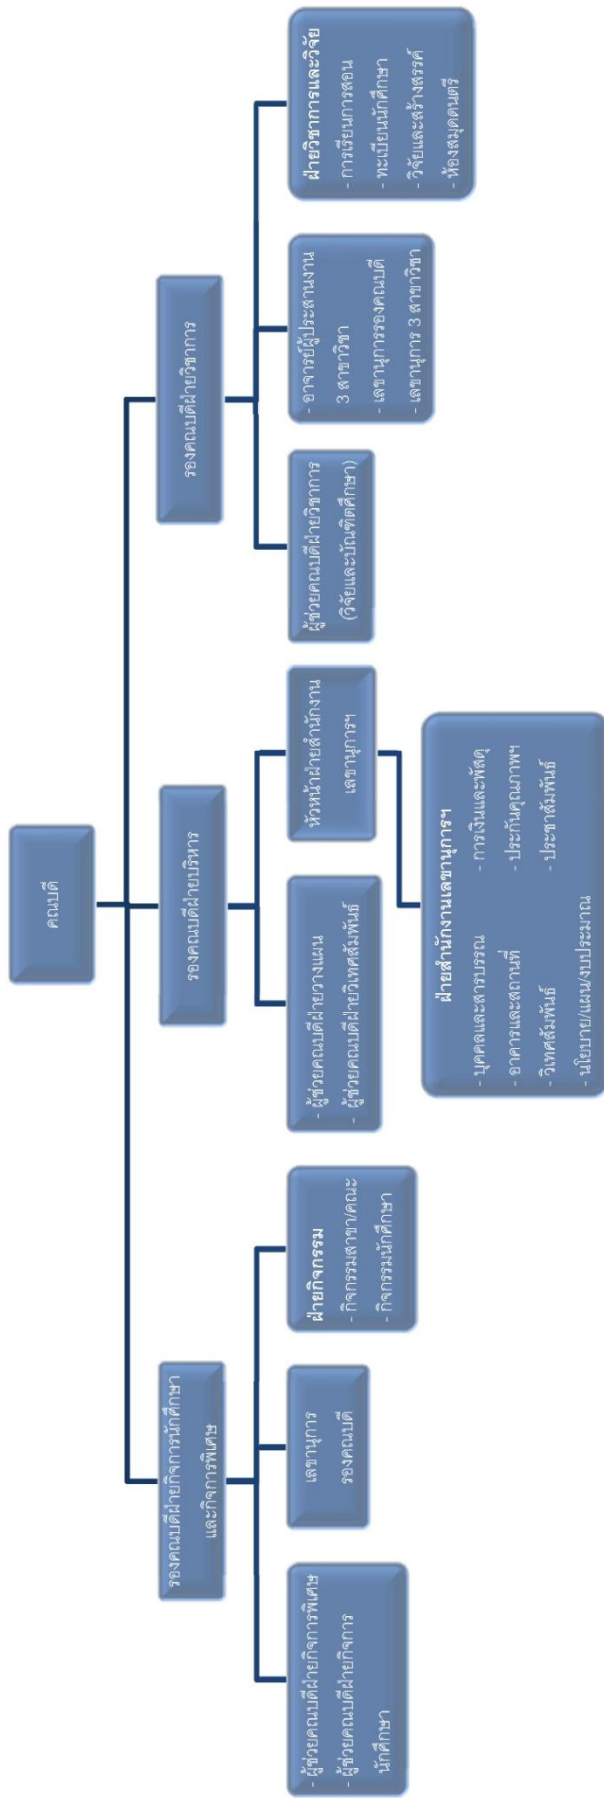 คณบดี
รองคณบดีฝ่ายกิจการนักศึกษา
และกิจการพิเศษ
รองคณบดีฝ่ายบริหาร
รองคณบดีฝ่ายวิชาการ
- ผู้ช่วยคณบดีฝ่ายกิจการพิเศษ
- ผู้ช่วยคณบดีฝ่ายกิจการ
นักศึกษา
เลขานุการ
รองคณบดี
ฝ่ายกิจกรรม
- กิจกรรมสาขา/คณะ
- กิจกรรมนักศึกษา
- ผู้ช่วยคณบดีฝ่ายวางแผน
- ผู้ช่วยคณบดีฝ่ายวิเทศสัมพันธ์
หัวหน้าฝ่ายสำนักงาน
เลขานุการฯ
ผู้ช่วยคณบดีฝ่ายวิชาการ
(วิจัยและบัณฑิตศึกษา)
- อาจารย์ผู้ประสานงาน
3 สาขาวิชา
- เลขานุการรองคณบดี
- เลขานุการ 3 สาขาวิชา
ฝ่ายวิชาการและวิจัย
- การเรียนการสอน
- ทะเบียนนักศึกษา
- วิจัยและสร้างสรรค์
- ห้องสมุดดนตรี
ฝ่ายสำนักงานเลขานุการฯ
- บุคคลและสารบรรณ - การเงินและพัสดุ
- อาคารและสถานที่ - ประกันคุณภาพฯ
- วิเทศสัมพันธ์ - ประชาสัมพันธ์
- นโยบาย/แผน/งบประมาณ